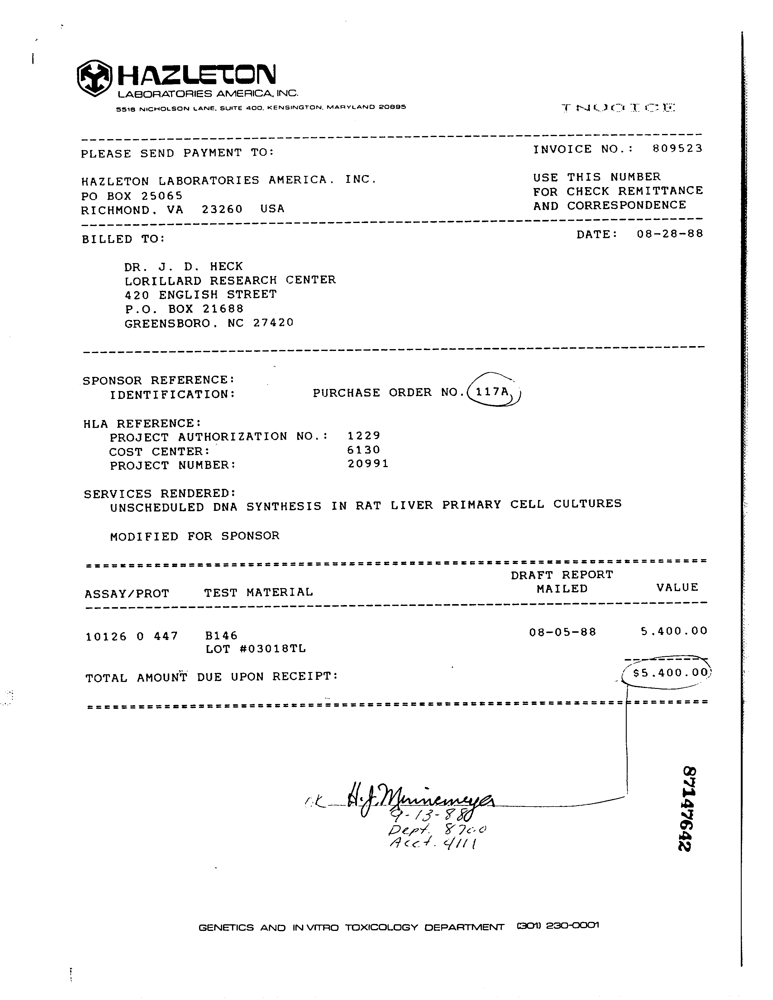 HAZLETON
LABORATORIES AMERICA, INC.
5516 NICHOLSON LANE, SUITE 400, KENSINGTON, MARYLAND 20895
INVOICE
PLEASE SEND PAYMENT TO:
INVOICE NO.: 809523
HAZLETON LABORATORIES AMERICA. INC.
PO BOX 25065
RICHMOND. VA 23260 USA
USE THIS NUMBER
FOR CHECK REMITTANCE
AND CORRESPONDENCE
BILLED TO:
DATE: 08-28-88
DR. J. D. HECK
LORILLARD RESEARCH CENTER
420 ENGLISH STREET
P.O. BOX 21688
GREENSBORO. NC 27420
SPONSOR REFERENCE:
IDENTIFICATION: PURCHASE ORDER NO. 117A
HLA REFERENCE:
PROJECT AUTHORIZATION NO.: 1229
COST CENTER: 6130
PROJECT NUMBER: 20991
SERVICES RENDERED:
UNSCHEDULED DNA SYNTHESIS IN RAT LIVER PRIMARY CELL CULTURES
MODIFIED FOR SPONSOR
DRAFT REPORT
ASSAY/PROT TEST MATERIAL MAILED VALUE
10126 0 447 B146 08-05-88 5.400.00
LOT #03018TL
TOTAL AMOUNT DUE UPON RECEIPT: $5.400.00
H.J. Minnemeyer
9-13-88
Dept. 8700
Acct. 4111
87147642
GENETICS AND IN VITRO TOXICOLOGY DEPARTMENT (301) 230-0001